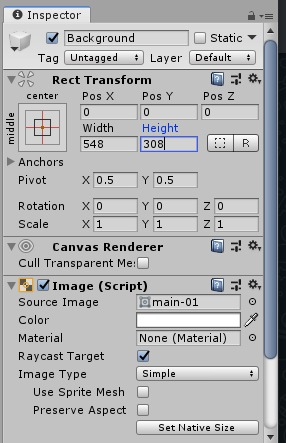 Inspector
Background Static
Tag Untagged Layer Default
Rect Transform
center Pos X Pos Y Pos Z
middle 0 0 0
Width Height
548 308 R
Anchors
Pivot X 0.5 Y 0.5
Rotation X 0 Y 0 Z 0
Scale X 1 Y 1 Z 1
Canvas Renderer
Cull Transparent Me
Image (Script)
Source Image main-01
Color
Material None (Material)
Raycast Target
Image Type Simple
Use Sprite Mesh
Preserve Aspect
Set Native Size